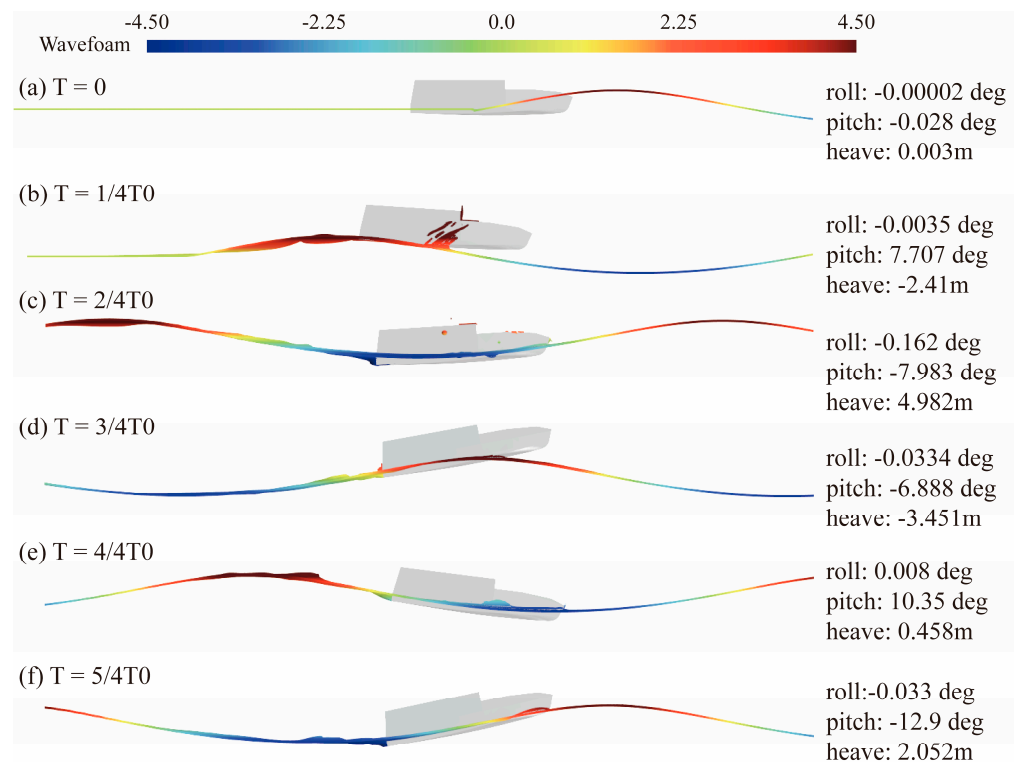 -4.50 -2.25 0.0 2.25 4.50
Wavefoam
(a) T = 0
roll: -0.00002 deg
pitch: -0.028 deg
heave: 0.003m
(b) T = 1/4T0
roll: -0.0035 deg
pitch: 7.707 deg
heave: -2.41m
(c) T = 2/4T0
roll: -0.162 deg
pitch: -7.983 deg
heave: 4.982m
(d) T = 3/4T0
roll: -0.0334 deg
pitch: -6.888 deg
heave: -3.451m
(e) T = 4/4T0
roll: 0.008 deg
pitch: 10.35 deg
heave: 0.458m
(f) T = 5/4T0
roll:-0.033 deg
pitch: -12.9 deg
heave: 2.052m